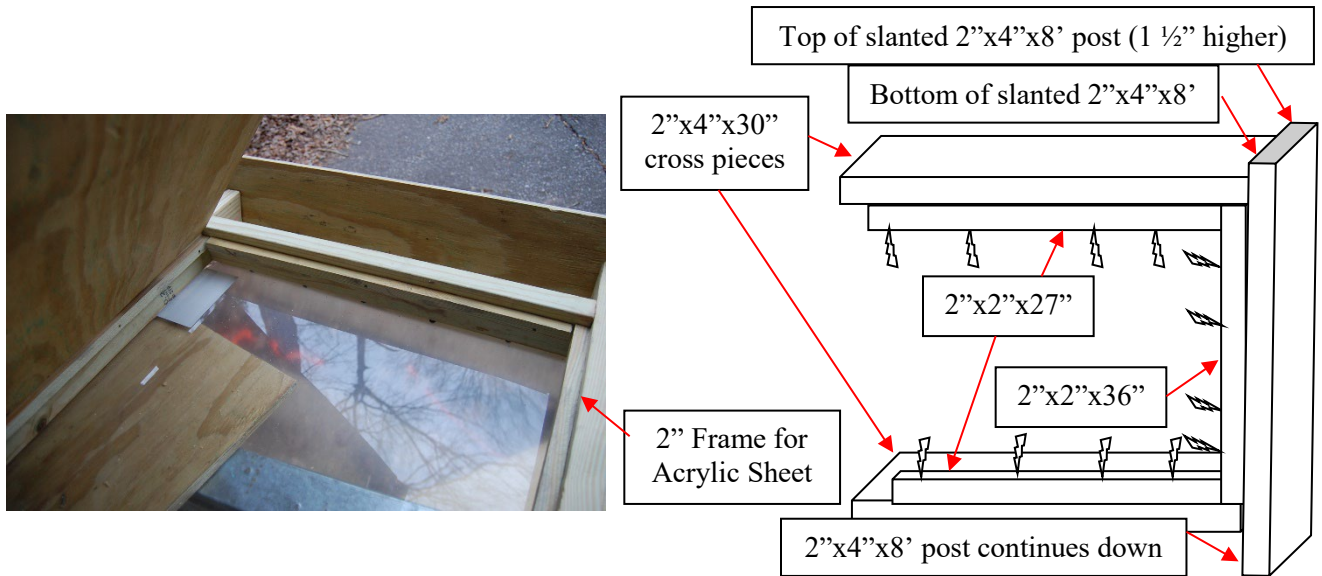 Top of slanted 2”x4”x8’ post (1 ½” higher)
Bottom of slanted 2”x4”x8’
2”x4”x30”
cross pieces
2”x2”x27”
2”x2”x36”
2” Frame for
Acrylic Sheet
2”x4”x8’ post continues down